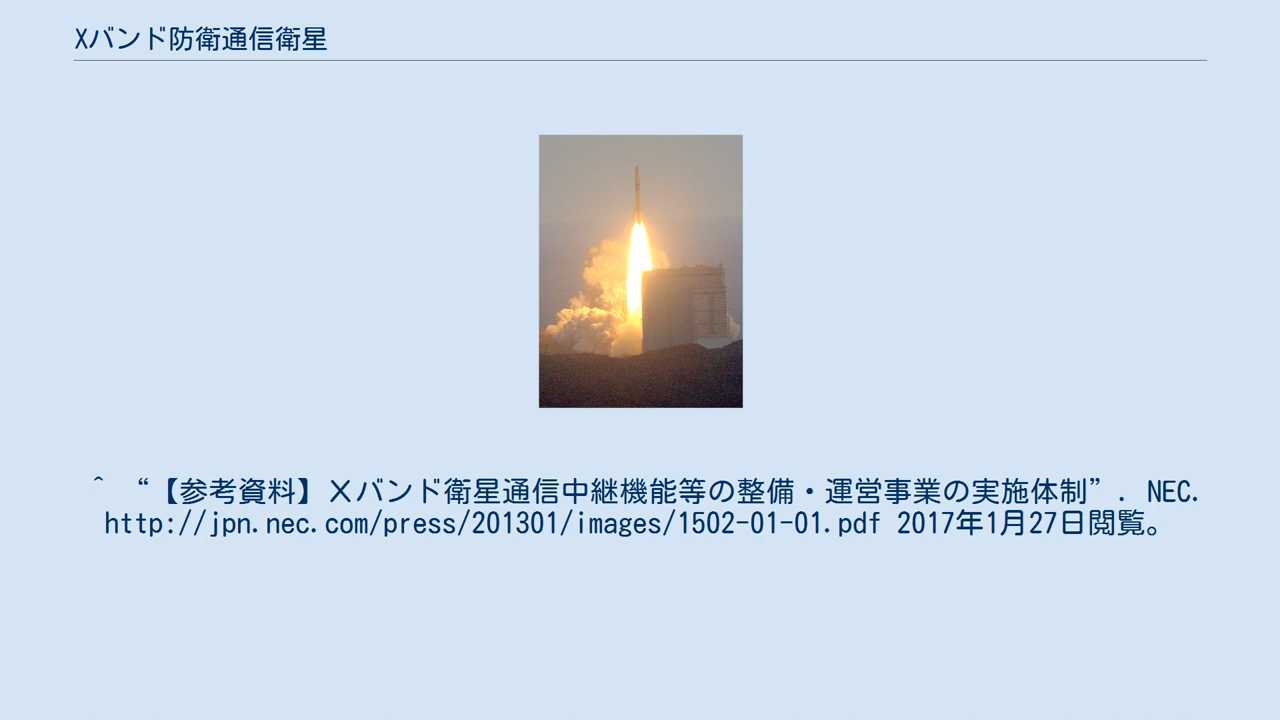 Xバンド防衛通信衛星
^ “【参考資料】Ｘバンド衛星通信中継機能等の整備・運営事業の実施体制”. NEC.
http://jpn.nec.com/press/201301/images/1502-01-01.pdf 2017年1月27日閲覧。